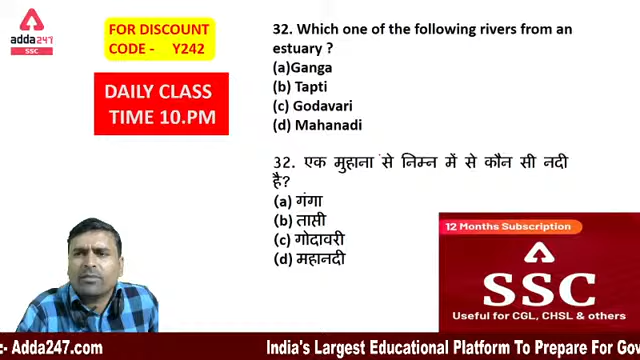 adda247
SSC
FOR DISCOUNT
CODE - Y242
DAILY CLASS
TIME 10.PM
32. Which one of the following rivers from an
estuary ?
(a)Ganga
(b) Tapti
(c) Godavari
(d) Mahanadi
32. एक मुहाना से निम्न में से कौन सी नदी
है?
(a) गंगा
(b) ताप्ती
(c) गोदावरी
(d) महानदी
12 Months Subscription
SSC
Useful for CGL, CHSL & others
:- Adda247.com
India's Largest Educational Platform To Prepare For Gov